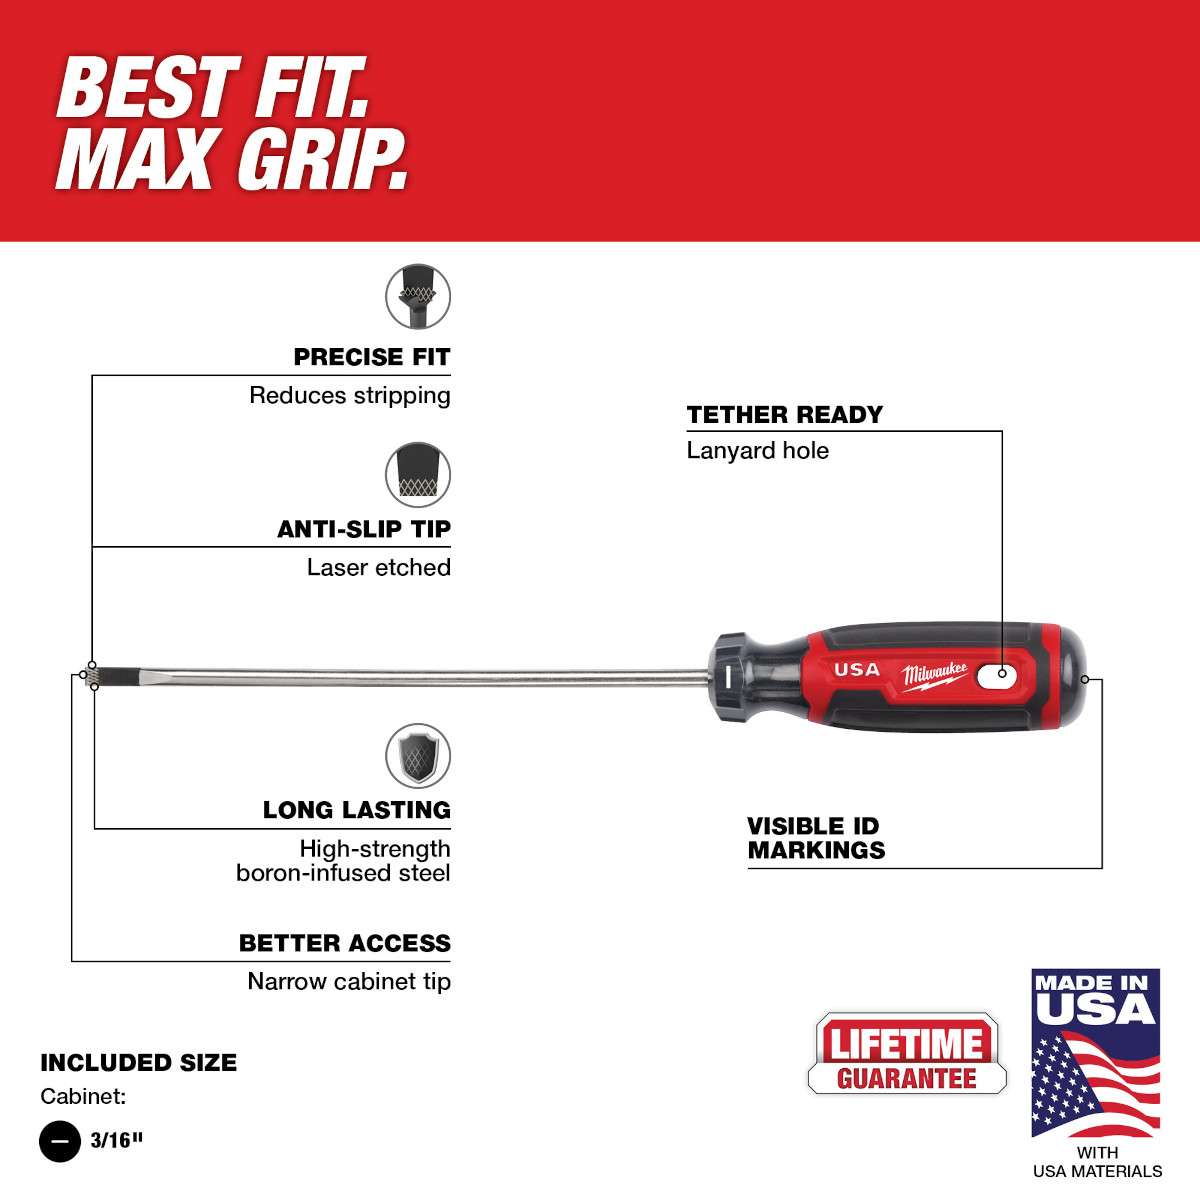 BEST FIT.
MAX GRIP.
PRECISE FIT
Reduces stripping
ANTI-SLIP TIP
Laser etched
TETHER READY
Lanyard hole
USA Milwaukee
LONG LASTING
High-strength
boron-infused steel
VISIBLE ID
MARKINGS
BETTER ACCESS
Narrow cabinet tip
INCLUDED SIZE
Cabinet:
3/16"
LIFETIME
GUARANTEE
MADE IN
USA
WITH
USA MATERIALS